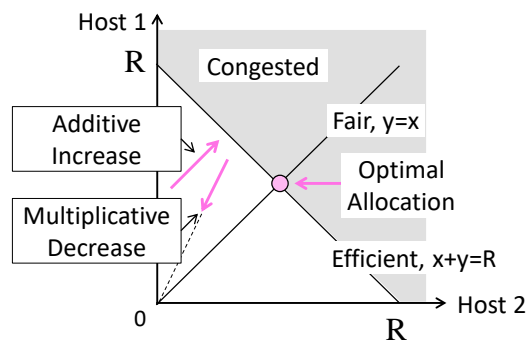 Host 1
R
Congested
Additive
Increase
Fair, y=x
Optimal
Allocation
Multiplicative
Decrease
Efficient, x+y=R
0
Host 2
R